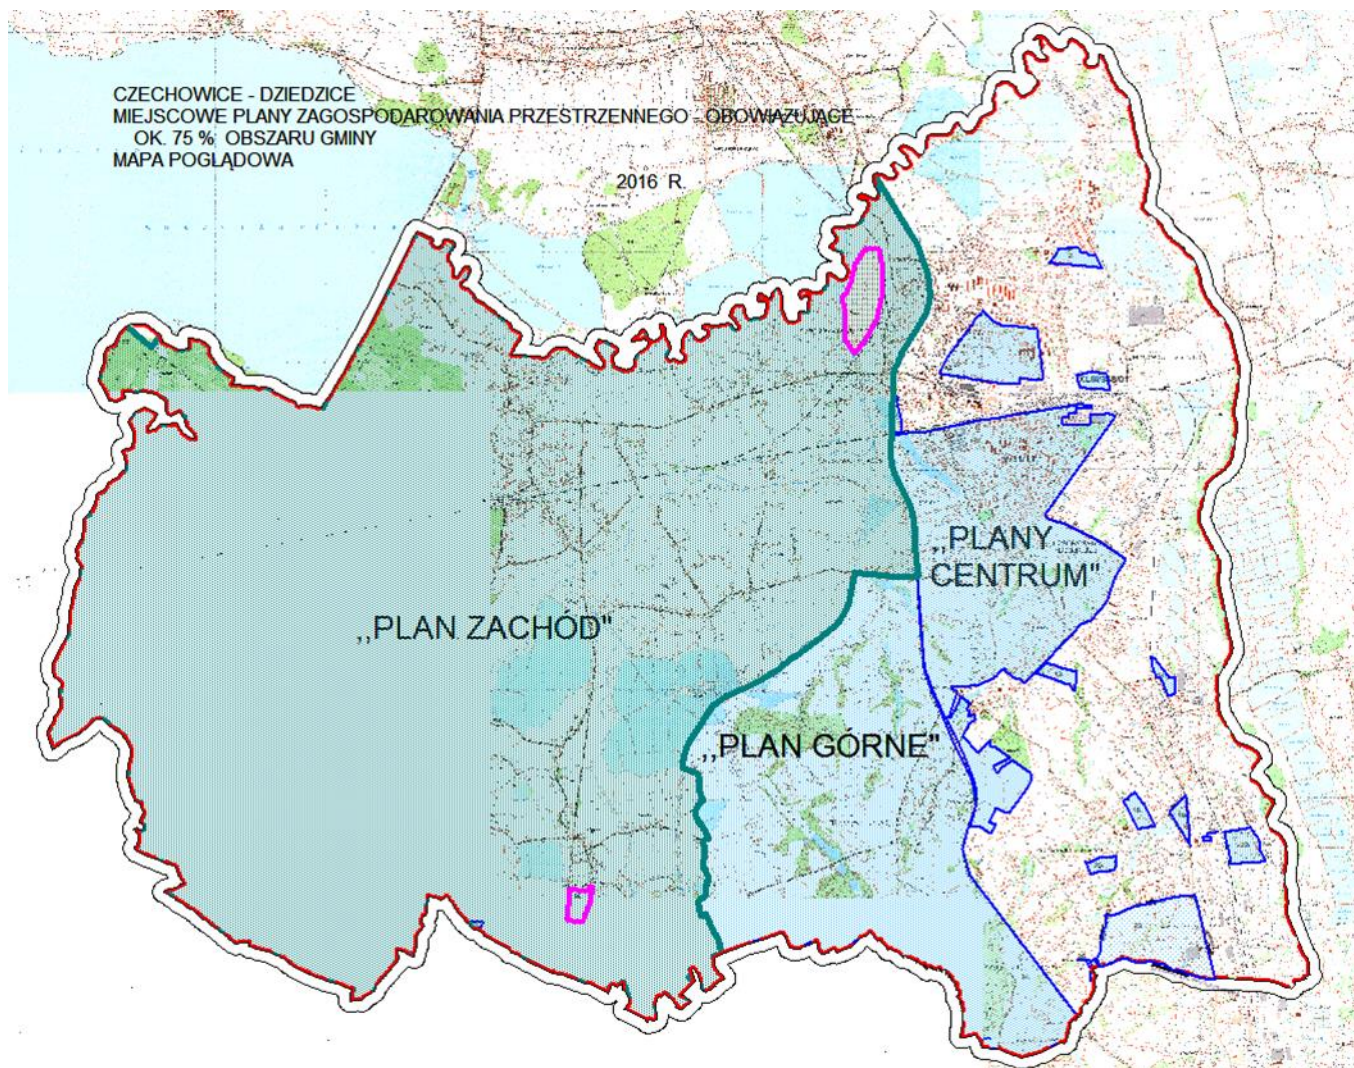 CZECHOWICE - DZIEDZICE
MIEJSCOWE PLANY ZAGOSPODAROWANIA PRZESTRZENNEGO - OBOWIĄZUJĄCE
OK. 75 % OBSZARU GMINY
MAPA POGLĄDOWA
2016 R.
,,PLANY
CENTRUM"
,,PLAN ZACHÓD"
,,PLAN GÓRNE"